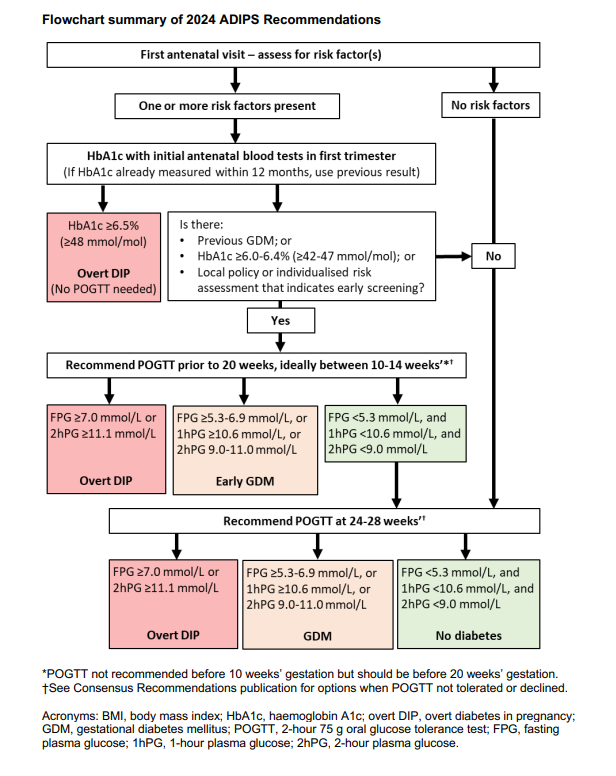 Flowchart summary of 2024 ADIPS Recommendations
First antenatal visit – assess for risk factor(s)
One or more risk factors present
No risk factors
HbA1c with initial antenatal blood tests in first trimester
(If HbA1c already measured within 12 months, use previous result)
HbA1c ≥6.5%
(≥48 mmol/mol)
Overt DIP
(No POGTT needed)
Is there:
• Previous GDM; or
• HbA1c ≥6.0-6.4% (≥42-47 mmol/mol); or
• Local policy or individualised risk
assessment that indicates early screening?
No
Yes
Recommend POGTT prior to 20 weeks, ideally between 10-14 weeks’*†
FPG ≥7.0 mmol/L or
2hPG ≥11.1 mmol/L
Overt DIP
FPG ≥5.3-6.9 mmol/L, or
1hPG ≥10.6 mmol/L, or
2hPG 9.0-11.0mmol/L
Early GDM
FPG <5.3 mmol/L, and
1hPG <10.6 mmol/L, and
2hPG <9.0 mmol/L
Recommend POGTT at 24-28 weeks’†
FPG ≥7.0 mmol/L or
2hPG ≥11.1 mmol/L
Overt DIP
FPG ≥5.3-6.9 mmol/L, or
1hPG ≥10.6 mmol/L, or
2hPG 9.0-11.0 mmol/L
GDM
FPG <5.3 mmol/L, and
1hPG <10.6 mmol/L, and
2hPG <9.0 mmol/L
No diabetes
*POGTT not recommended before 10 weeks’ gestation but should be before 20 weeks’ gestation.
†See Consensus Recommendations publication for options when POGTT not tolerated or declined.
Acronyms: BMI, body mass index; HbA1c, haemoglobin A1c; overt DIP, overt diabetes in pregnancy;
GDM, gestational diabetes mellitus; POGTT, 2-hour 75 g oral glucose tolerance test; FPG, fasting
plasma glucose; 1hPG, 1-hour plasma glucose; 2hPG, 2-hour plasma glucose.